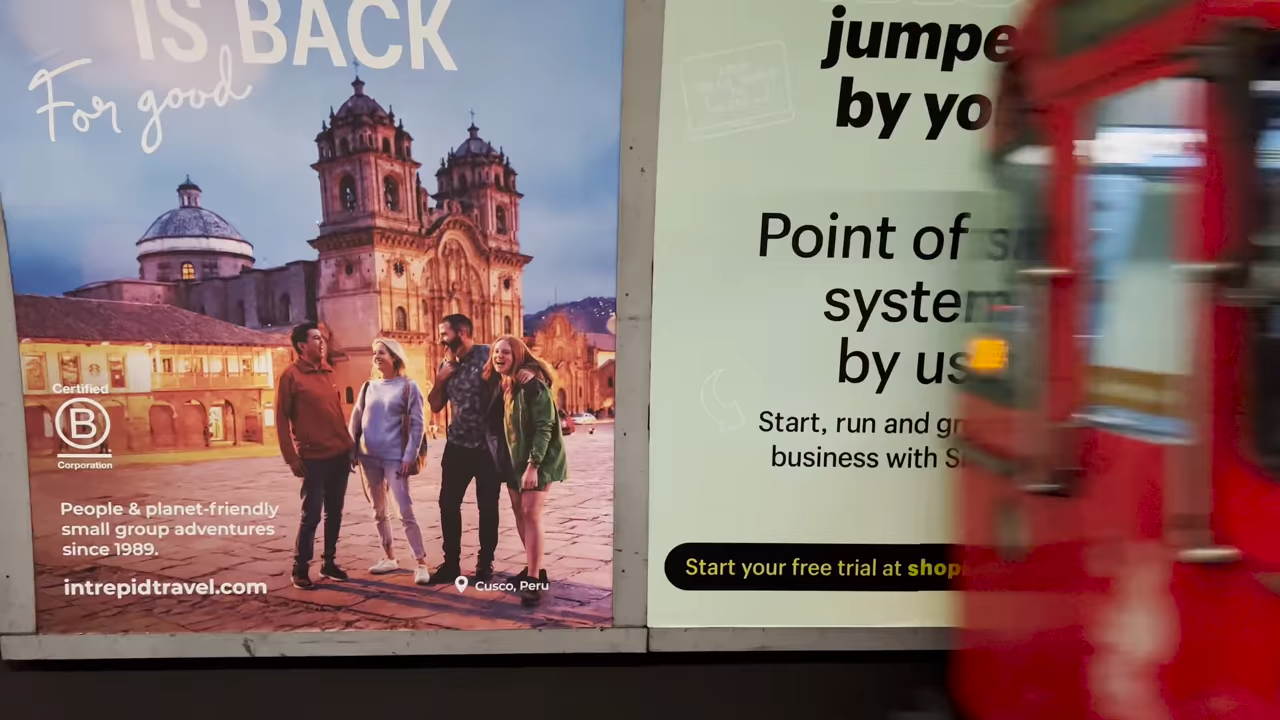 IS BACK
For good
Certified
B
Corporation
People & planet-friendly
small group adventures
since 1989.
intrepidtravel.com
Cusco, Peru
jumpe
by yo
Point of
system
by us
Start, run and gr
business with S
Start your free trial at shop